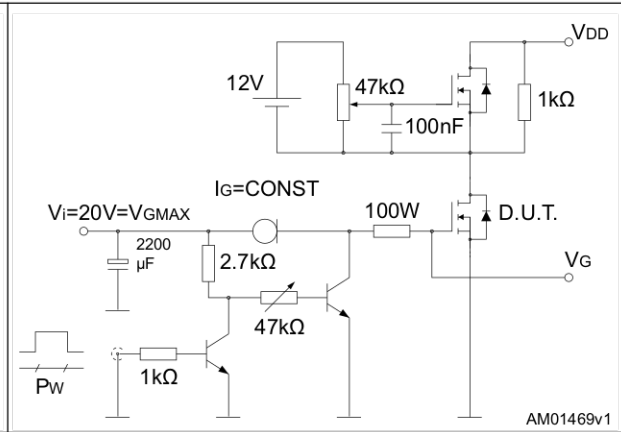 VDD
12V
47kΩ
1kΩ
100nF
IG=CONST
Vi=20V=VGMAX
100W
D.U.T.
2200
μF
2.7kΩ
VG
47kΩ
1kΩ
PW
AM01469v1